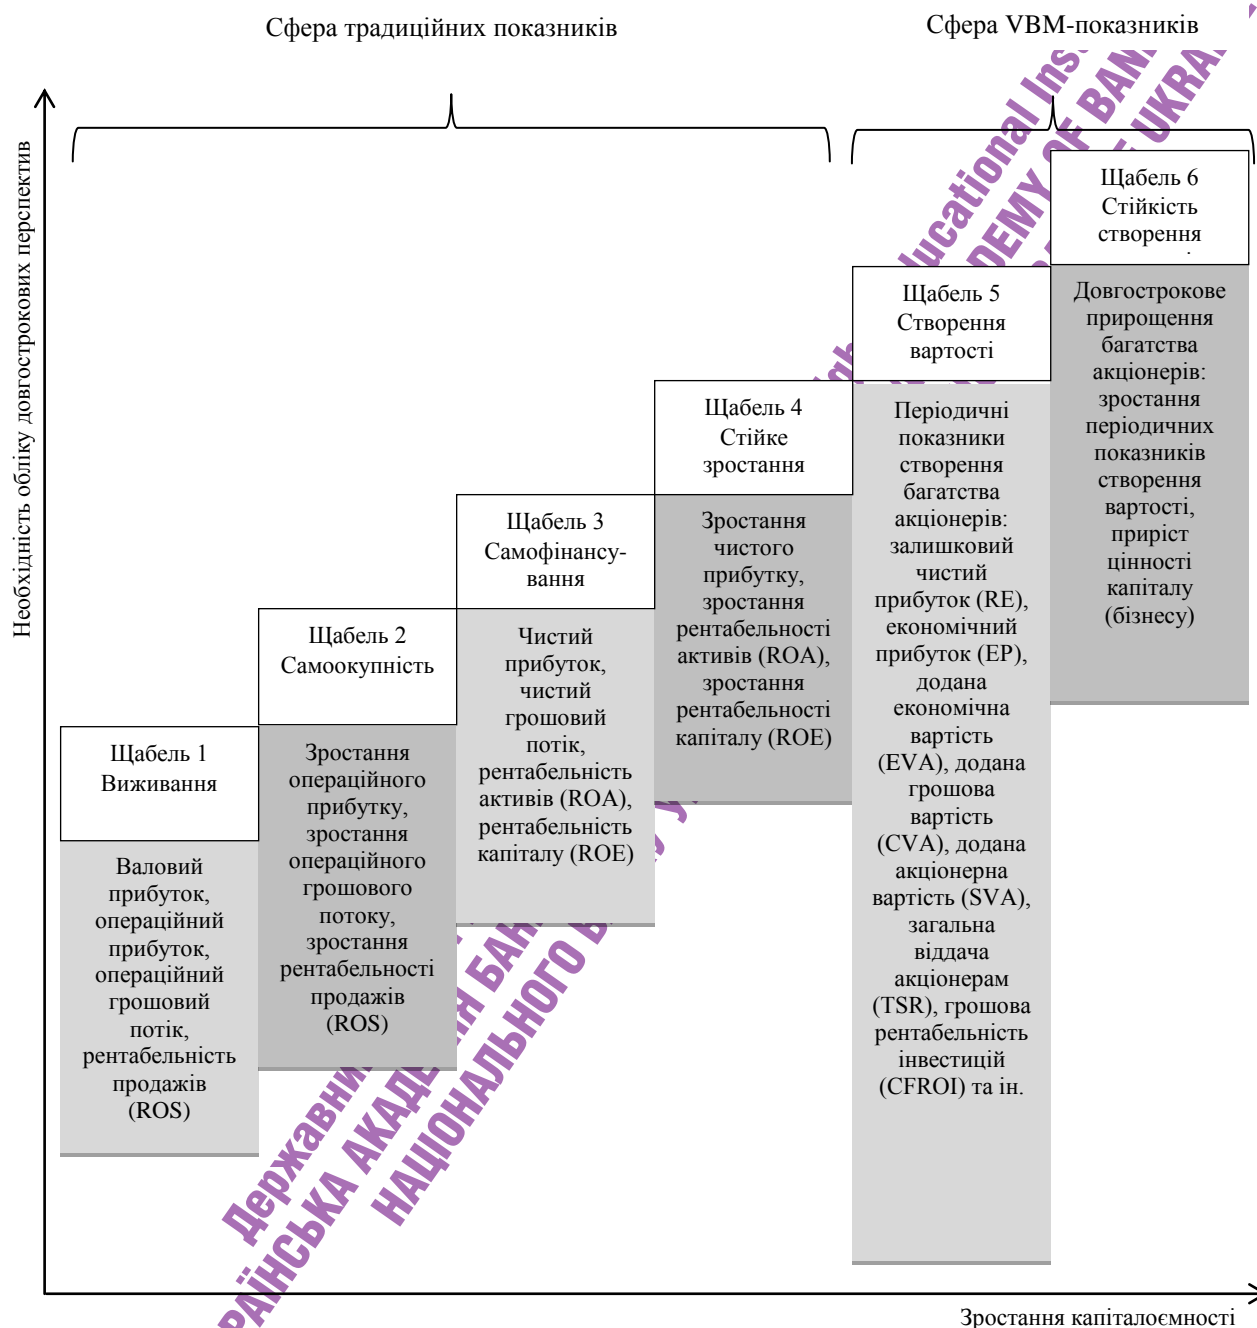 Сфера традиційних показників
Сфера VBM-показників
Необхідність обліку довгострокових перспектив
Щабель 6
Стійкість
створення
Довгострокове
прирощення
багатства
акціонерів:
зростання
періодичних
показників
створення
вартості,
приріст
цінності
капіталу
(бізнесу)
Щабель 5
Створення
вартості
Періодичні
показники
створення
багатства
акціонерів:
залишковий
чистий
прибуток (RE),
економічний
прибуток (EP),
додана
економічна
вартість
(EVA), додана
грошова
вартість
(CVA), додана
акціонерна
вартість (SVA),
загальна
віддача
акціонерам
(TSR), грошова
рентабельність
інвестицій
(CFROI) та ін.
Щабель 4
Стійке
зростання
Зростання
чистого
прибутку,
зростання
рентабельності
активів (ROA),
зростання
рентабельності
капіталу (ROE)
Щабель 3
Самофінансу-
вання
Чистий
прибуток,
чистий
грошовий
потік,
рентабельність
активів (ROA),
рентабельність
капіталу (ROE)
Щабель 2
Самоокупність
Зростання
операційного
прибутку,
зростання
операційного
грошового
потоку,
зростання
рентабельності
продажів
(ROS)
Щабель 1
Виживання
Валовий
прибуток,
операційний
прибуток,
операційний
грошовий
потік,
рентабельність
продажів
(ROS)
Зростання капіталоємності